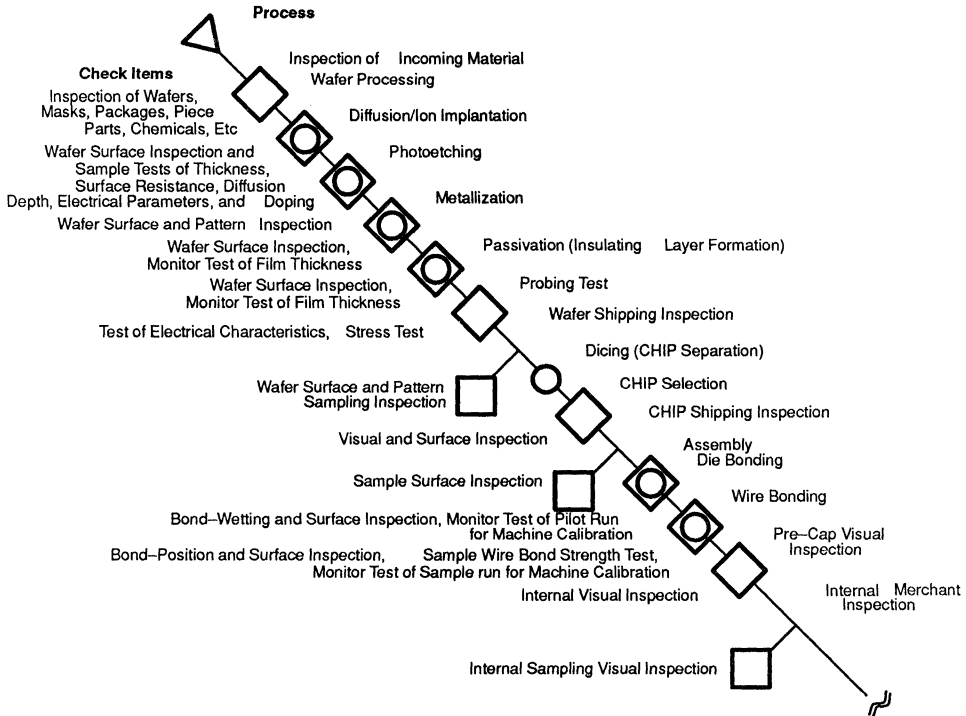 Process
Inspection of Incoming Material
Wafer Processing
Check Items
Inspection of Wafers,
Masks, Packages, Piece
Parts, Chemicals, Etc
Diffusion/Ion Implantation
Wafer Surface Inspection and
Sample Tests of Thickness,
Surface Resistance, Diffusion
Depth, Electrical Parameters, and Doping
Photoetching
Wafer Surface and Pattern Inspection
Metallization
Wafer Surface Inspection,
Monitor Test of Film Thickness
Passivation (Insulating Layer Formation)
Wafer Surface Inspection,
Monitor Test of Film Thickness
Probing Test
Test of Electrical Characteristics, Stress Test
Wafer Shipping Inspection
Wafer Surface and Pattern
Sampling Inspection
Dicing (CHIP Separation)
CHIP Selection
Visual and Surface Inspection
CHIP Shipping Inspection
Sample Surface Inspection
Assembly
Die Bonding
Bond–Wetting and Surface Inspection, Monitor Test of Pilot Run
for Machine Calibration
Wire Bonding
Bond–Position and Surface Inspection, Sample Wire Bond Strength Test,
Monitor Test of Sample run for Machine Calibration
Pre–Cap Visual
Inspection
Internal Visual Inspection
Internal Merchant
Inspection
Internal Sampling Visual Inspection